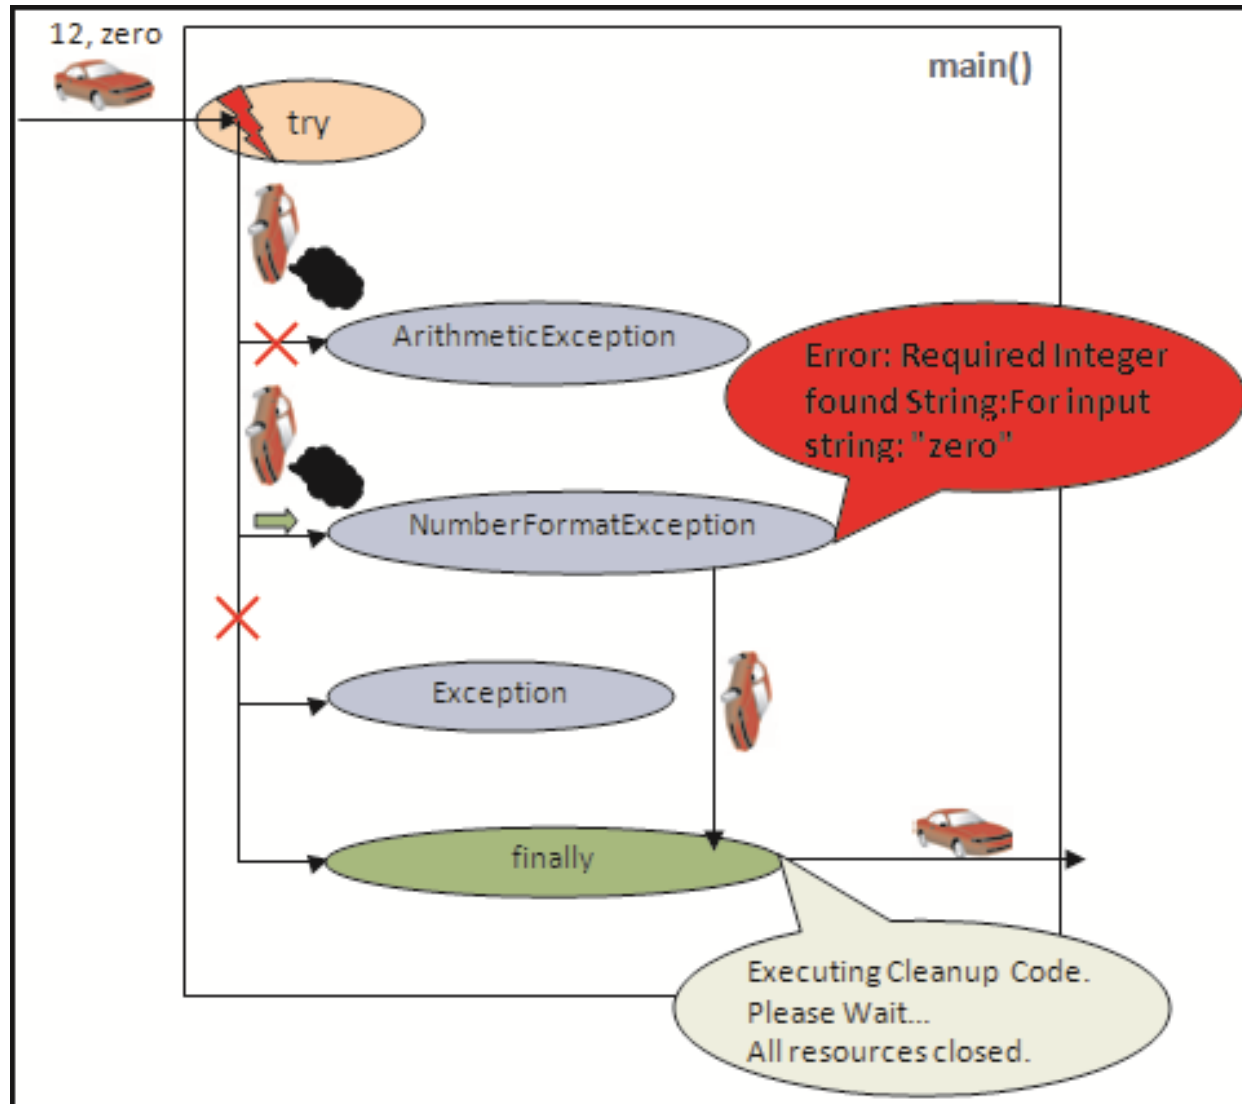 12, zero
main()
try
ArithmeticException
Error: Required Integer
found String:For input
string: "zero"
NumberFormatException
Exception
finally
Executing Cleanup Code.
Please Wait...
All resources closed.